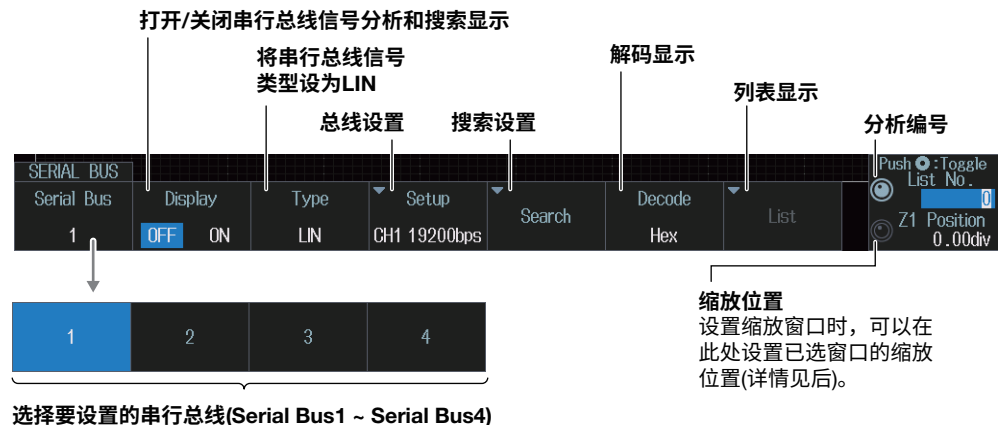 打开/关闭串行总线信号分析和搜索显示
将串行总线信号
类型设为LIN
解码显示
列表显示
总线设置
搜索设置
分析编号
SERIAL BUS
Serial Bus
1
Display
OFF ON
Type
LIN
Setup
CH1 19200bps
Search
Decode
Hex
List
Push :Toggle
List No.
0
Z1 Position
0.00div
1
2
3
4
缩放位置
设置缩放窗口时，可以在
此处设置已选窗口的缩放
位置(详情见后)。
选择要设置的串行总线(Serial Bus1 ~ Serial Bus4)